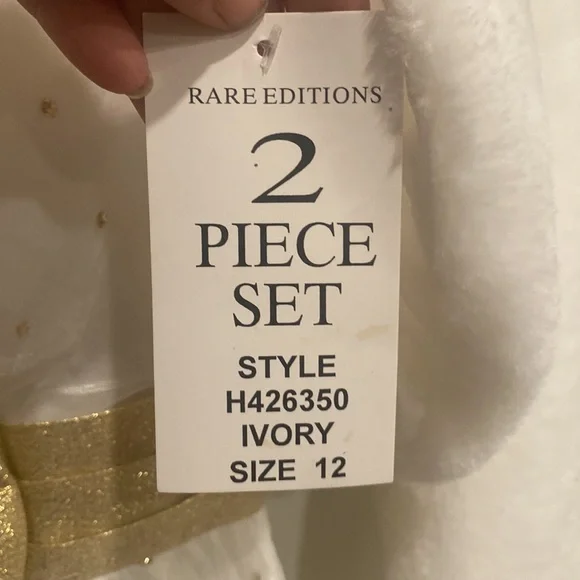 RARE EDITIONS
2
PIECE
SET
STYLE
H426350
IVORY
SIZE 12